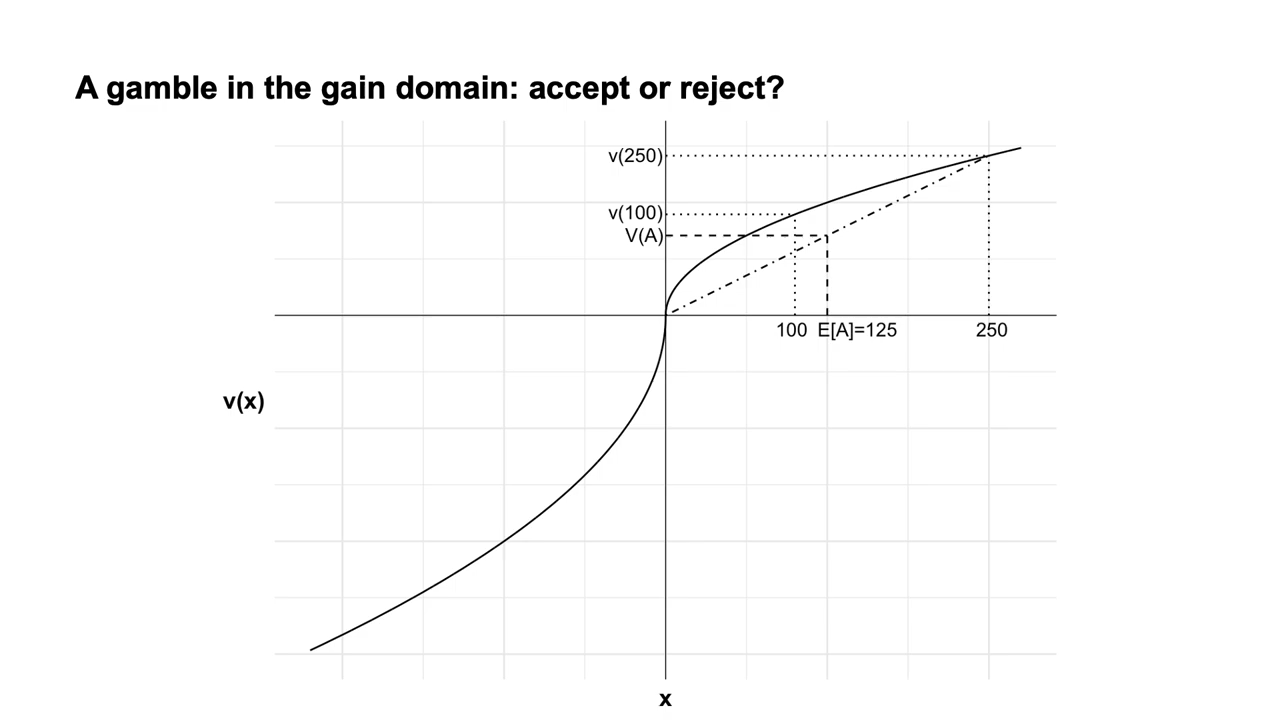 A gamble in the gain domain: accept or reject?
v(250)
v(100)
V(A)
100 E[A]=125 250
v(x)
x